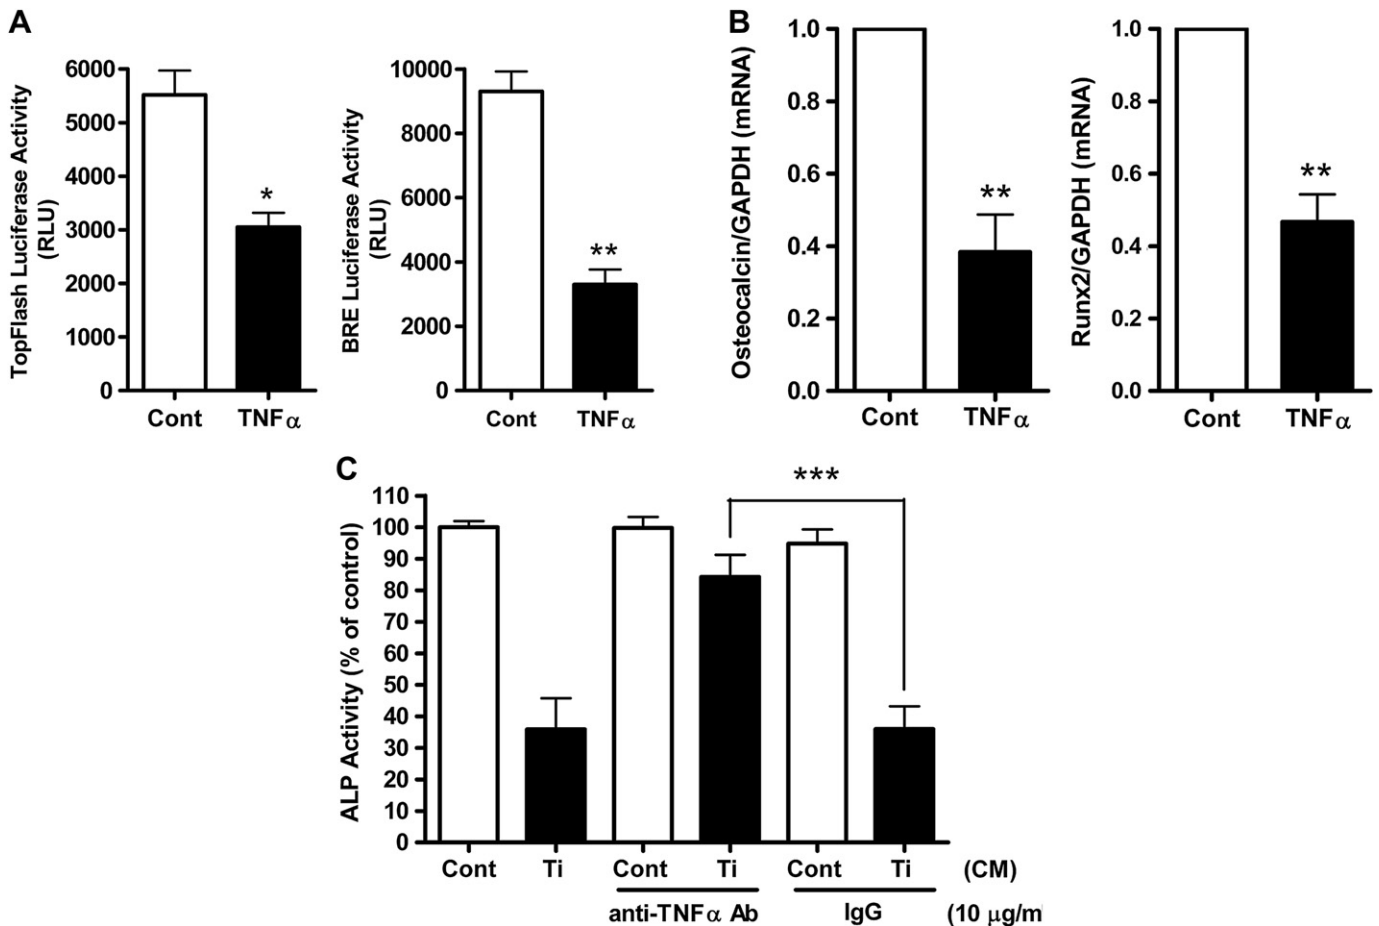 A
TopFlash Luciferase Activity
(RLU)
6000
5000
4000
3000
2000
1000
0
*
Cont TNFα
BRE Luciferase Activity
(RLU)
10000
8000
6000
4000
2000
0
**
Cont TNFα
B
Osteocalcin/GAPDH (mRNA)
1.0
0.8
0.6
0.4
0.2
0.0
**
Cont TNFα
Runx2/GAPDH (mRNA)
1.0
0.8
0.6
0.4
0.2
0.0
**
Cont TNFα
C
ALP Activity (% of control)
110
100
90
80
70
60
50
40
30
20
10
0
***
Cont Ti Cont Ti Cont Ti (CM)
anti-TNFα Ab IgG (10 μg/m